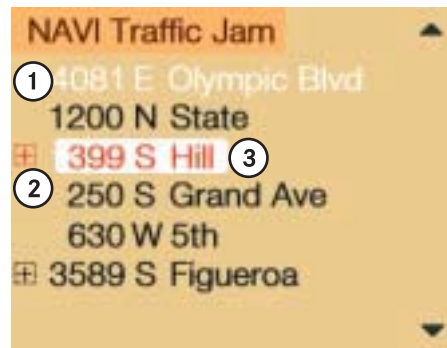 NAVI Traffic Jam
1 4081 E Olympic Blvd
1200 N State
399 S Hill 3
2 250 S Grand Ave
630 W 5th
3589 S Figueroa